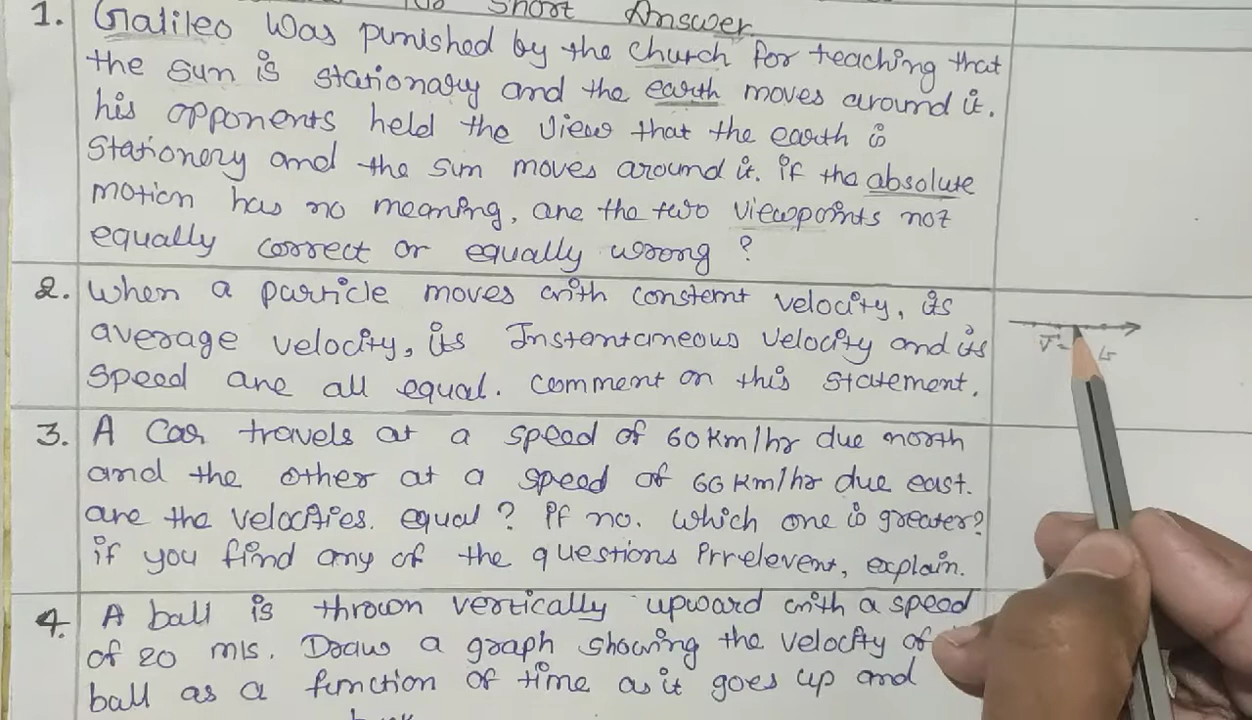 Short Answer
1. Galileo was punished by the church for teaching that
the sun is stationary and the earth moves around it.
his opponents held the view that the earth is
stationery and the sun moves around it. if the absolute
motion has no meaning, are the two viewpoints not
equally correct or equally wrong ?
2. When a particle moves with constant velocity, its
average velocity, its Instantaneous velocity and its
speed are all equal. comment on this statement.
3. A Car travels at a speed of 60 km/hr due north
and the other at a speed of 60 km/hr due east.
are the velocities. equal ? if no. which one is greater?
if you find any of the questions irrelevent, explain.
4. A ball is thrown vertically upward with a speed
of 20 m/s. Draw a graph showing the velocity of
ball as a function of time as it goes up and